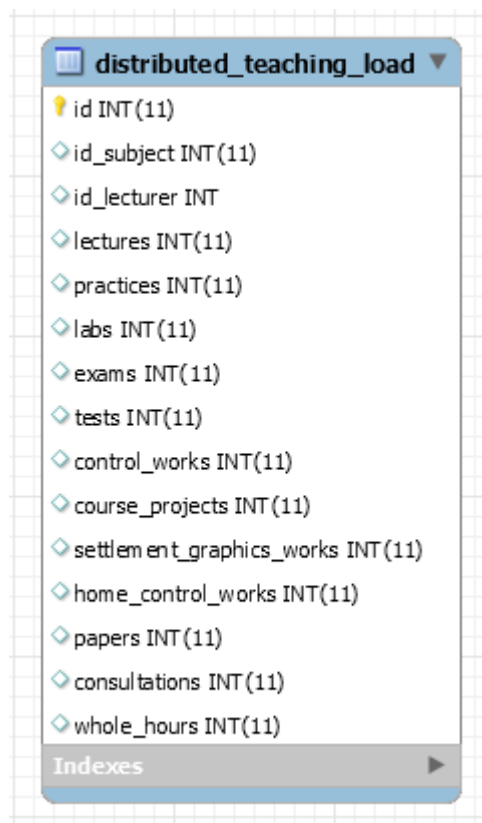 distributed_teaching_load
id INT(11)
id_subject INT(11)
id_lecturer INT
lectures INT(11)
practices INT(11)
labs INT(11)
exams INT(11)
tests INT(11)
control_works INT(11)
course_projects INT(11)
settlement_graphics_works INT(11)
home_control_works INT(11)
papers INT(11)
consultations INT(11)
whole_hours INT(11)
Indexes